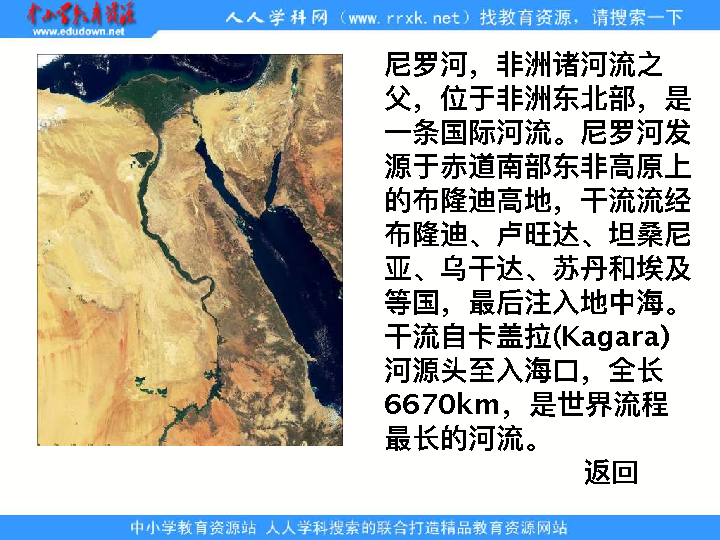 中小学教育资源
www.edudown.net
人人学科网（www.rrxk.net）找教育资源，请搜索一下
尼罗河，非洲诸河流之
父，位于非洲东北部，是
一条国际河流。尼罗河发
源于赤道南部东非高原上
的布隆迪高地，干流流经
布隆迪、卢旺达、坦桑尼
亚、乌干达、苏丹和埃及
等国，最后注入地中海。
干流自卡盖拉(Kagara)
河源头至入海口，全长
6670km，是世界流程
最长的河流。
返回
中小学教育资源站 人人学科搜索的联合打造精品教育资源网站